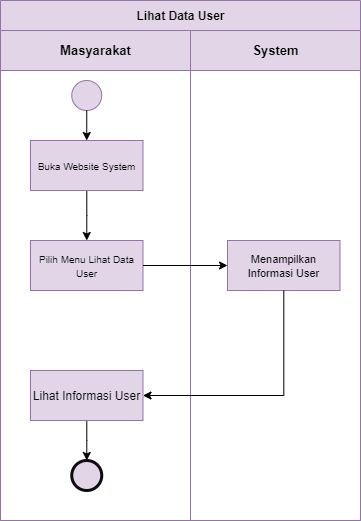 Lihat Data User
Masyarakat
System
Buka Website System
Pilih Menu Lihat Data
User
Menampilkan
Informasi User
Lihat Informasi User